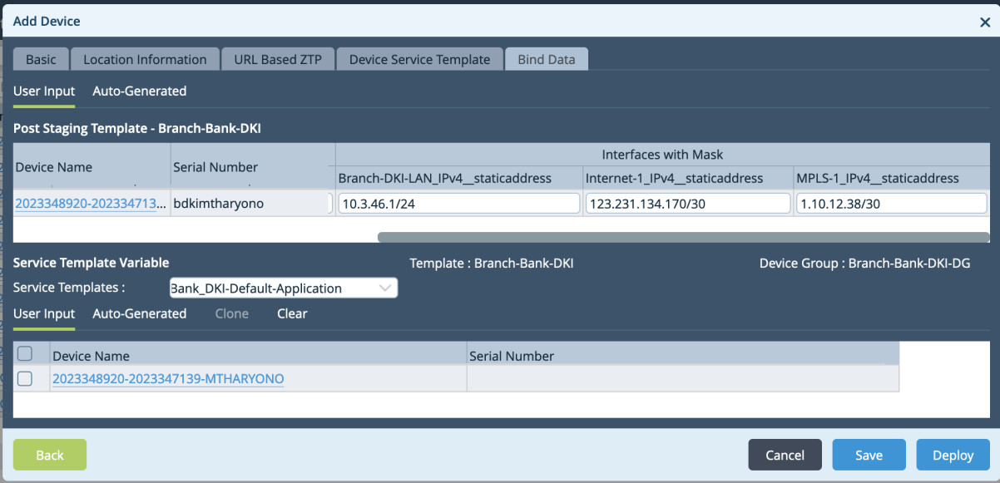 Add Device
Basic Location Information URL Based ZTP Device Service Template Bind Data
User Input Auto-Generated
Post Staging Template - Branch-Bank-DKI
Interfaces with Mask
Device Name Serial Number
Branch-DKI-LAN_IPv4__staticaddress Internet-1_IPv4__staticaddress MPLS-1_IPv4__staticaddress
2023348920-202334713... bdkimtharyono 10.3.46.1/24 123.231.134.170/30 1.10.12.38/30
Service Template Variable Template : Branch-Bank-DKI Device Group : Branch-Bank-DKI-DG
Service Templates : Bank_DKI-Default-Application
User Input Auto-Generated Clone Clear
Device Name Serial Number
2023348920-2023347139-MTHARYONO
Back Cancel Save Deploy